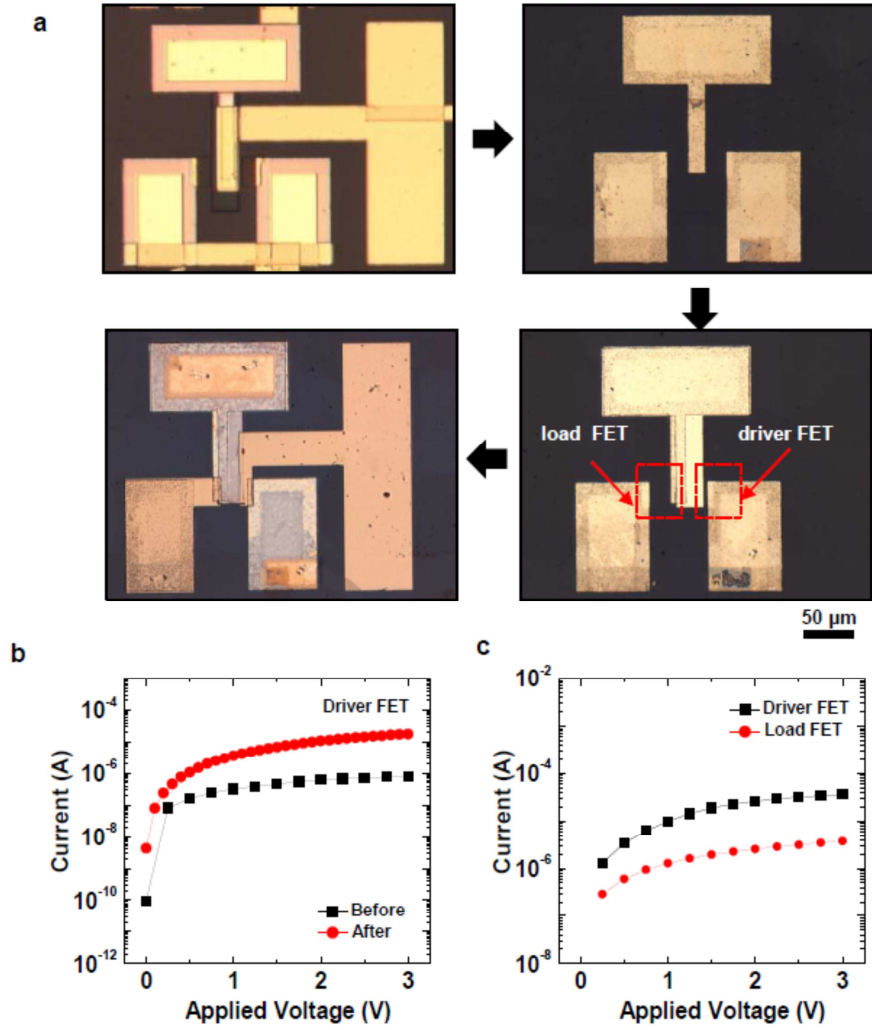 a
load FET
driver FET
50 μm
b
Current (A)
10-4
10-6
10-8
10-10
10-12
Driver FET
Before
After
0
1
2
3
Applied Voltage (V)
c
Current (A)
10-2
10-4
10-6
10-8
Driver FET
Load FET
0
1
2
3
Applied Voltage (V)